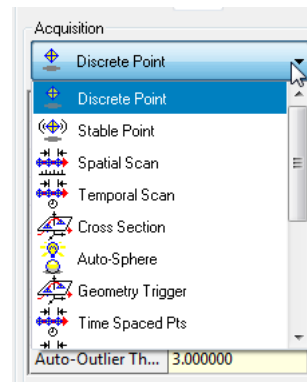 Acquisition
Discrete Point
Discrete Point
Stable Point
Spatial Scan
Temporal Scan
Cross Section
Auto-Sphere
Geometry Trigger
Time Spaced Pts
Auto-Outlier Th... 3.000000